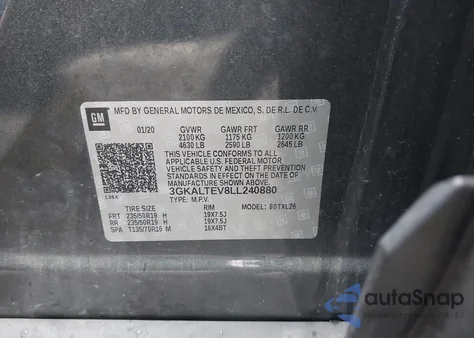 GM
MFD BY GENERAL MOTORS DE MEXICO, S. DE R.L. DE C.V.
01/20 GVWR GAWR FRT GAWR RR
2100 KG 1175 KG 1200 KG
4630 LB 2590 LB 2645 LB
THIS VEHICLE CONFORMS TO ALL
APPLICABLE U.S. FEDERAL MOTOR
VEHICLE SAFETY, BUMPER, AND
THEFT PREVENTION STANDARDS IN
EFFECT ON THE DATE OF
MANUFACTURE SHOWN ABOVE.
3GKALTEV8LL240880
139X TYPE: M.P.V.
TIRE SIZE RIM MODEL: 80TXL26
FRT 235/50R19 H 19X7.5J
RR 235/50R19 H 19X7.5J
SPA T135/70R16 M 16X4BT
autaSnap